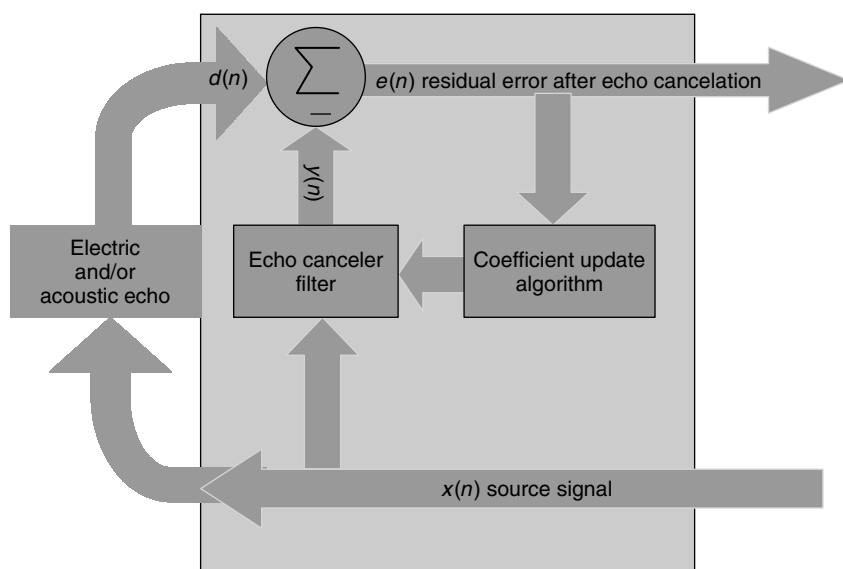 d(n)
∑
–
e(n) residual error after echo cancelation
y(n)
Electric
and/or
acoustic echo
Echo canceler
filter
Coefficient update
algorithm
x(n) source signal